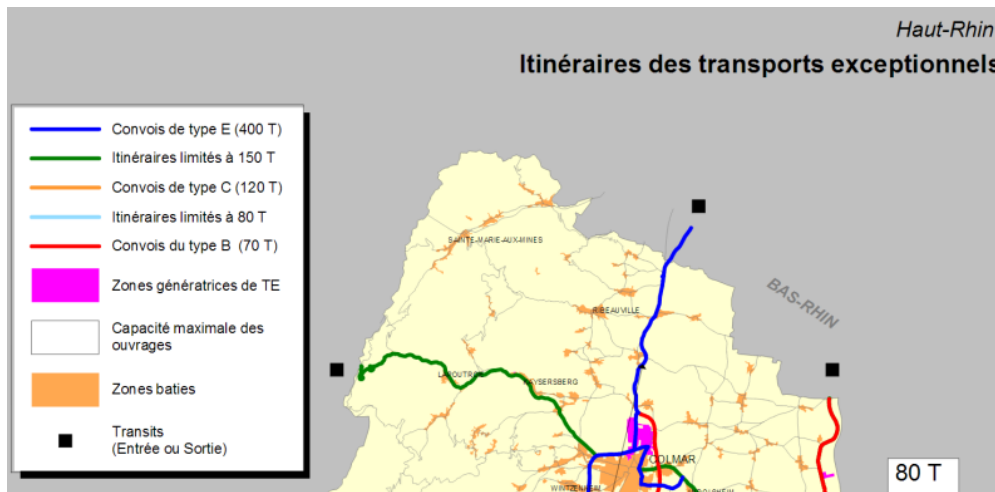 Haut-Rhin
Itinéraires des transports exceptionnels
Convois de type E (400 T)
Itinéraires limités à 150 T
Convois de type C (120 T)
Itinéraires limités à 80 T
Convois du type B (70 T)
Zones génératrices de TE
Capacité maximale des
ouvrages
Zones baties
Transits
(Entrée ou Sortie)
SAINTE-MARIE-AUX-MINES
BAS-RHIN
RIBEAUVILLE
LAPOUTROIE
KAYSERSBERG
COLMAR
80 T